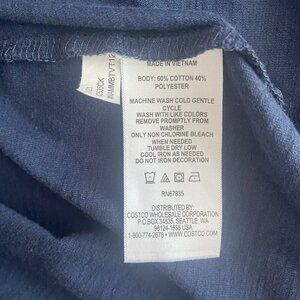 MADE IN VIETNAM
BODY: 60% COTTON 40%
POLYESTER
MACHINE WASH COLD GENTLE
CYCLE
WASH WITH LIKE COLORS
REMOVE PROMPTLY FROM
WASHER
ONLY NON CHLORINE BLEACH
WHEN NEEDED
TUMBLE DRY LOW
COOL IRON AS NEEDED
DO NOT IRON DECORATION
RN67835
DISTRIBUTED BY:
COSTCO WHOLESALE CORPORATION
P.O.BOX 34535, SEATTLE, WA
98124-1535 USA
1-800-774-2678 • WWW.COSTCO.COM